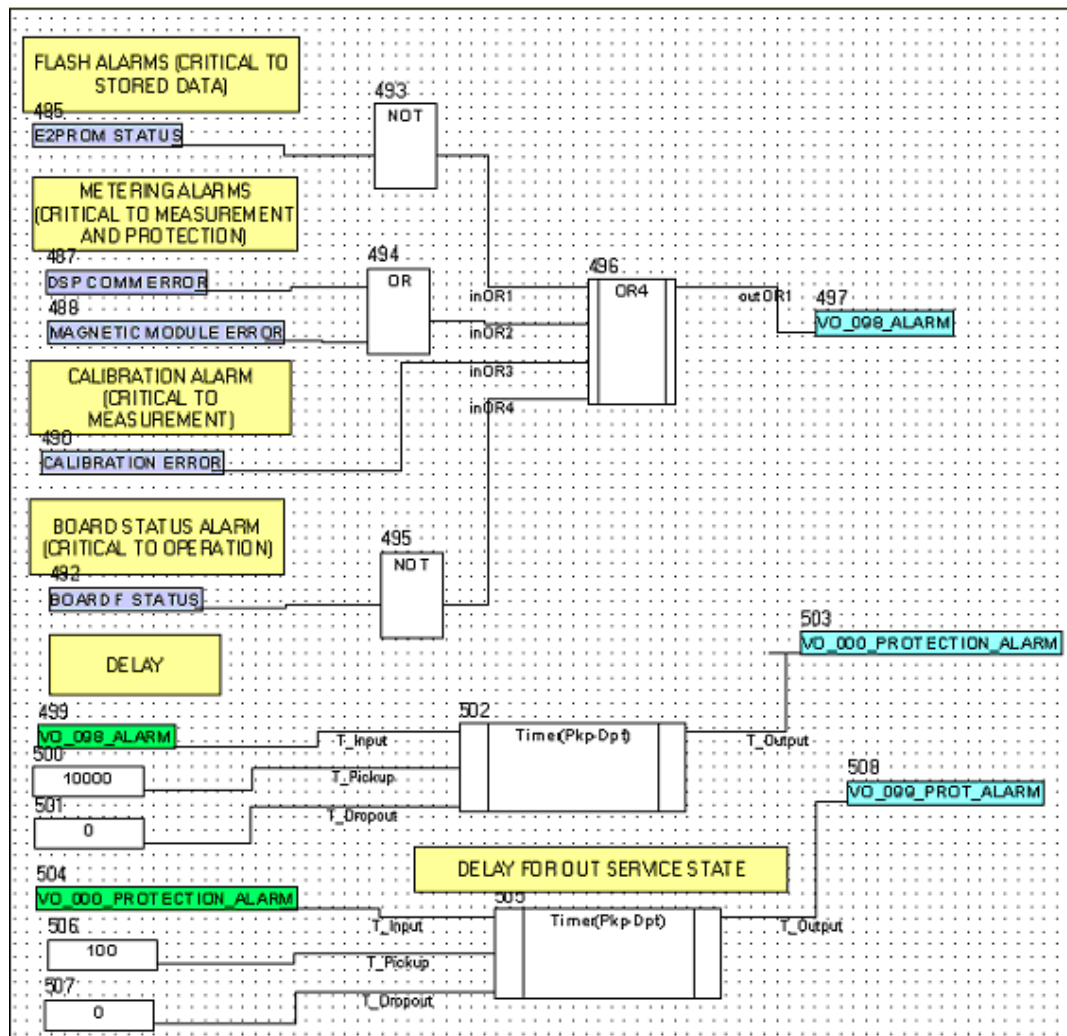 FLASH ALARMS (CRITICAL TO
STORED DATA)
485
E2PROM STATUS
493
NOT
METERING ALARMS
(CRITICAL TO MEASUREMENT
AND PROTECTION)
487
DSP COMM ERROR
488
MAGNETIC MODULE ERROR
494
OR
inOR1
inOR2
inOR3
inOR4
496
OR4
outOR1
497
VO_098_ALARM
CALIBRATION ALARM
(CRITICAL TO
MEASUREMENT)
490
CALIBRATION ERROR
BOARD STATUS ALARM
(CRITICAL TO OPERATION)
492
BOARD F STATUS
495
NOT
DELAY
499
VO_098_ALARM
500
10000
501
0
T_Input
T_Pickup
T_Dropout
502
Timer(Pkp-Dpt)
T_Output
503
VO_000_PROTECTION_ALARM
508
VO_099_PROT_ALARM
DELAY FOR OUT SERVICE STATE
504
VO_000_PROTECTION_ALARM
506
100
507
0
T_Input
T_Pickup
T_Dropout
505
Timer(Pkp-Dpt)
T_Output